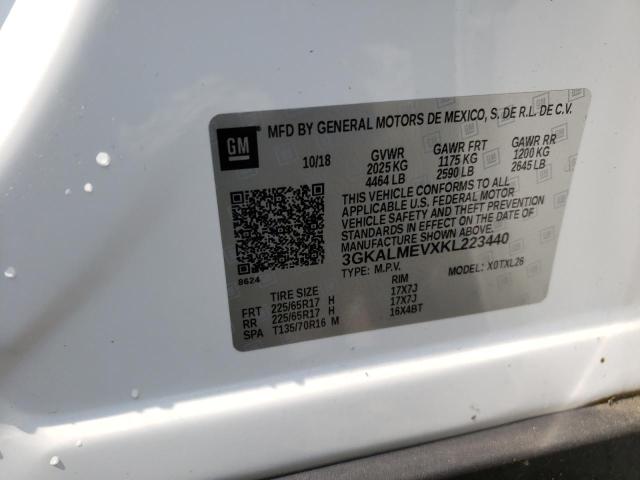 GM
MFD BY GENERAL MOTORS DE MEXICO, S. DE R.L. DE C.V.
10/18 GVWR GAWR FRT GAWR RR
2025 KG 1175 KG 1200 KG
4464 LB 2590 LB 2645 LB
THIS VEHICLE CONFORMS TO ALL
APPLICABLE U.S. FEDERAL MOTOR
VEHICLE SAFETY AND THEFT PREVENTION
STANDARDS IN EFFECT ON THE DATE OF
MANUFACTURE SHOWN ABOVE.
3GKALMEVXKL223440
TYPE: M.P.V. MODEL: X0TXL26
8624
TIRE SIZE RIM
FRT 225/65R17 H 17X7J
RR 225/65R17 H 17X7J
SPA T135/70R16 M 16X4BT